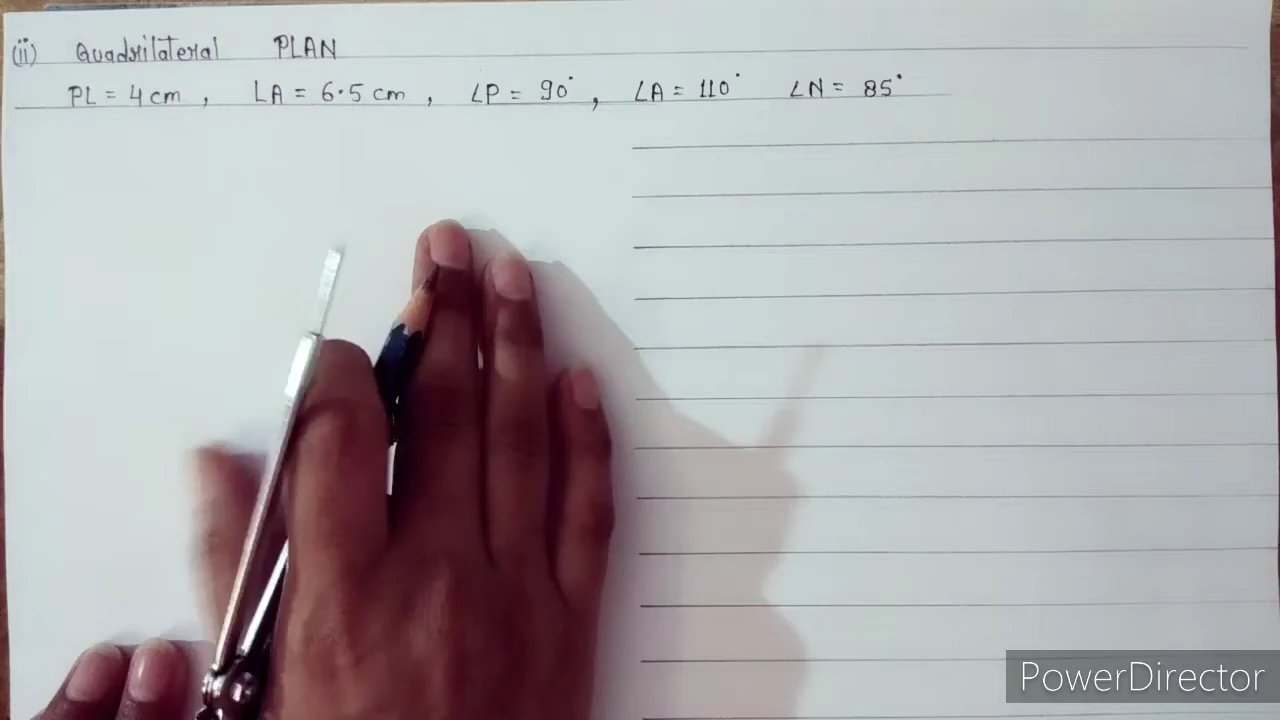 (ii) Quadrilateral PLAN
PL = 4 cm , LA = 6.5 cm , ∠P = 90° , ∠A = 110° ∠N = 85°
PowerDirector